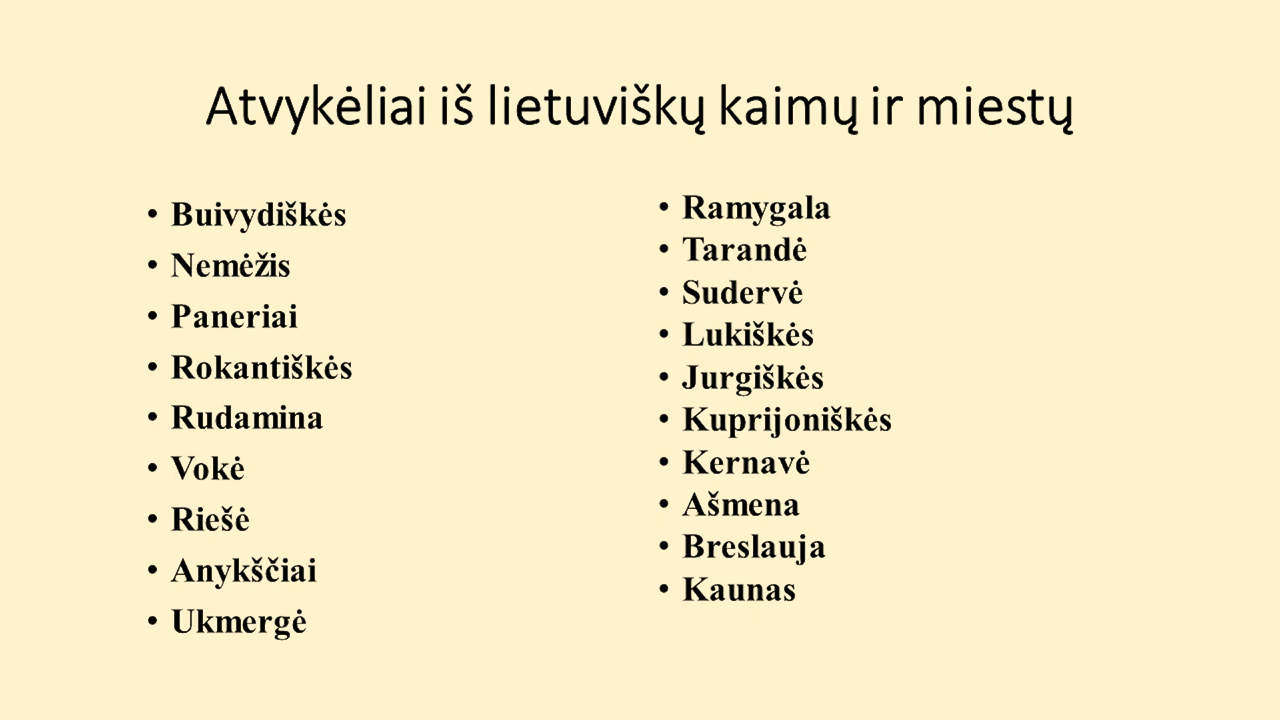 Atvykėliai iš lietuviškų kaimų ir miestų
• Buivydiškės
• Nemėžis
• Paneriai
• Rokantiškės
• Rudamina
• Vokė
• Riešė
• Anykščiai
• Ukmergė
• Ramygala
• Tarandė
• Sudervė
• Lukiškės
• Jurgiškės
• Kuprijoniškės
• Kernavė
• Ašmena
• Breslauja
• Kaunas